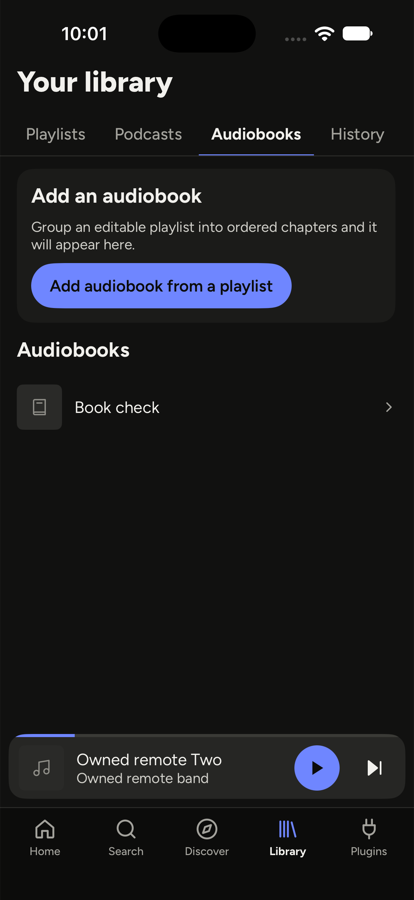 10:01
Your library
Playlists
Podcasts
Audiobooks
History
Add an audiobook
Group an editable playlist into ordered chapters and it
will appear here.
Add audiobook from a playlist
Audiobooks
Book check
Owned remote Two
Owned remote band
Home
Search
Discover
Library
Plugins